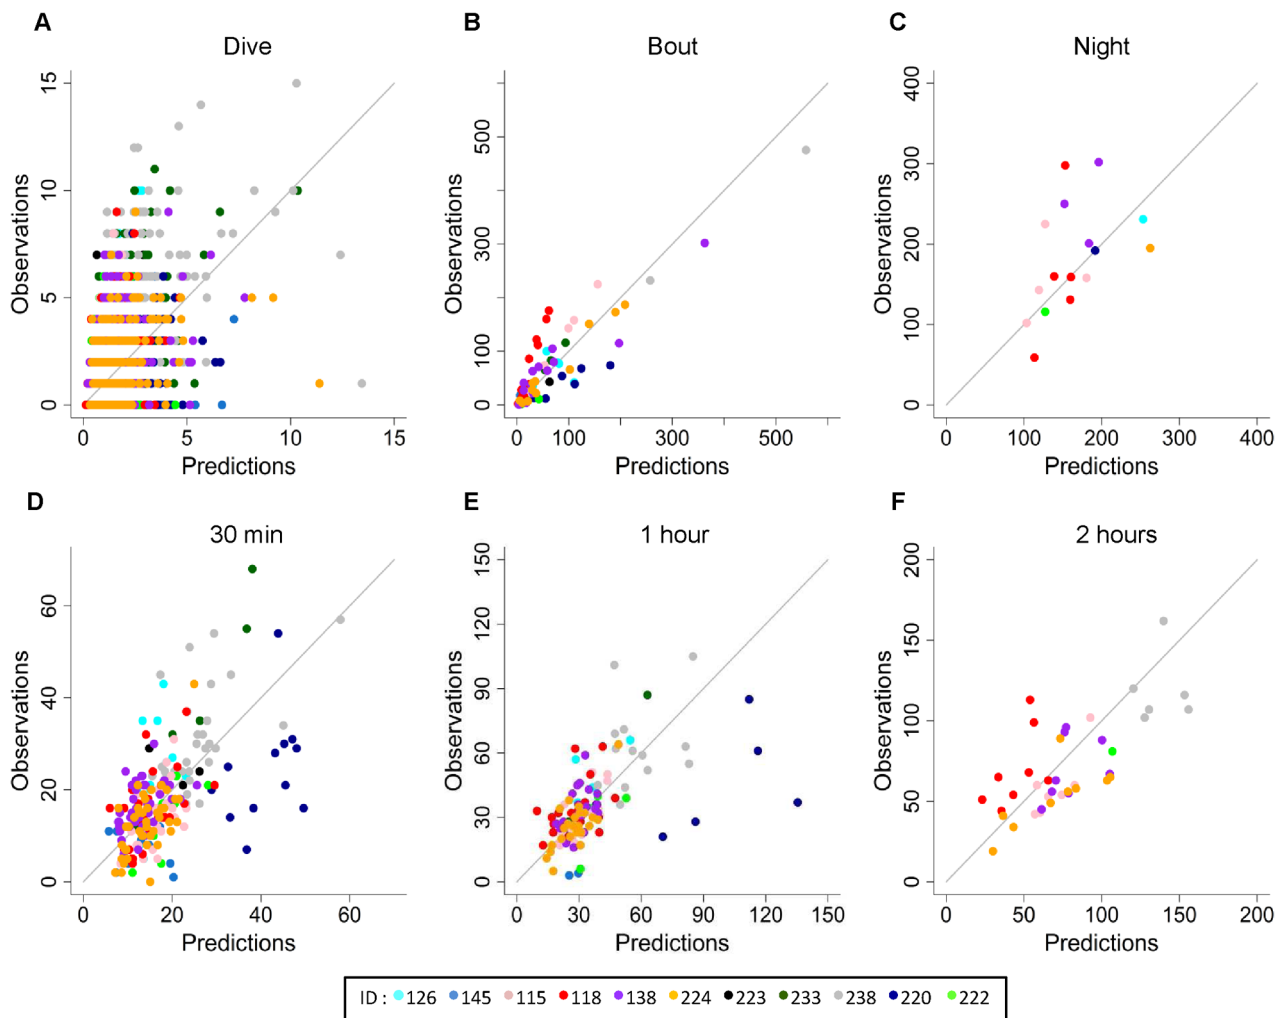 A
Dive
Observations
15
10
5
0
0 5 10 15
Predictions
B
Bout
Observations
500
300
100
0
0 100 300 500
Predictions
C
Night
Observations
400
300
200
100
0
0 100 200 300 400
Predictions
D
30 min
Observations
60
40
20
0
0 20 40 60
Predictions
E
1 hour
Observations
150
120
90
60
30
0
0 30 60 90 120 150
Predictions
F
2 hours
Observations
200
150
100
50
0
0 50 100 150 200
Predictions
ID : 126 145 115 118 138 224 223 233 238 220 222